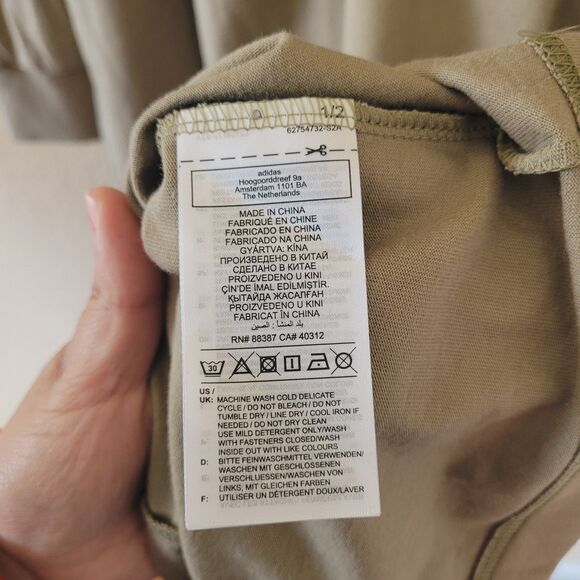 1/2
62754732-S2A
adidas
Hoogoorddreef 9a
Amsterdam 1101 BA
The Netherlands
MADE IN CHINA
FABRIQUÉ EN CHINE
FABRICADO EN CHINA
FABRICADO NA CHINA
GYÁRTVA: KÍNA
ПРОИЗВЕДЕНО В КИТАЙ
СДЕЛАНО В КИТАЕ
PROIZVEDENO U KINI
ÇİN'DE İMAL EDİLMİŞTİR.
ҚЫТАЙДА ЖАСАЛҒАН
PROIZVEDENO U KINI
FABRICAT ÎN CHINA
بلد المنشأ : الصين
RN# 88387 CA# 40312
30
US /
UK: MACHINE WASH COLD DELICATE
CYCLE / DO NOT BLEACH / DO NOT
TUMBLE DRY / LINE DRY / COOL IRON IF
NEEDED / DO NOT DRY CLEAN
USE MILD DETERGENT ONLY/WASH
WITH FASTENERS CLOSED/WASH
INSIDE OUT WITH LIKE COLOURS
D: BITTE FEINWASCHMITTEL VERWENDEN/
WASCHEN MIT GESCHLOSSENEN
VERSCHLUESSEN/WASCHEN VON
LINKS, MIT GLEICHEN FARBEN
F: UTILISER UN DÉTERGENT DOUX/LAVER